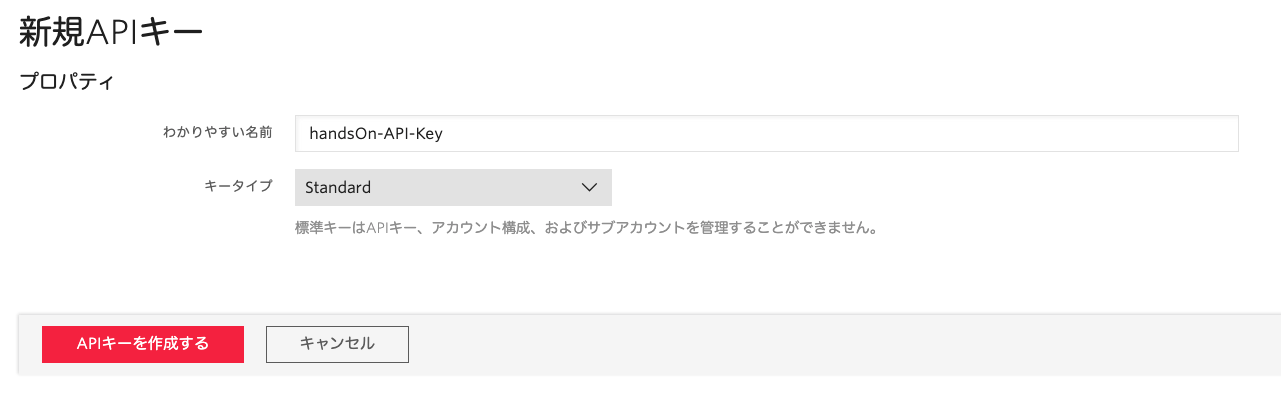 新規APIキー
プロパティ
わかりやすい名前
handsOn-API-Key
キータイプ
Standard
標準キーはAPIキー、アカウント構成、およびサブアカウントを管理することができません。
APIキーを作成する
キャンセル